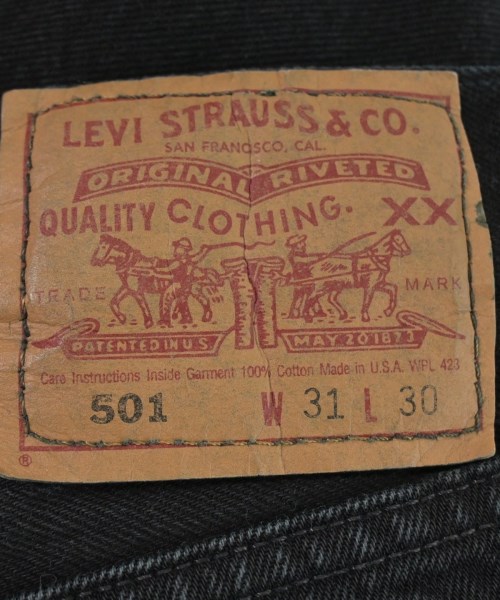 LEVI STRAUSS & CO.
SAN FRANCISCO, CAL.
ORIGINAL RIVETED
QUALITY CLOTHING. XX
TRADE MARK
PATENTED IN U.S. MAY 20 1873
Care Instructions Inside Garment 100% Cotton Made in U.S.A. WPL 423
501 W 31 L 30
®